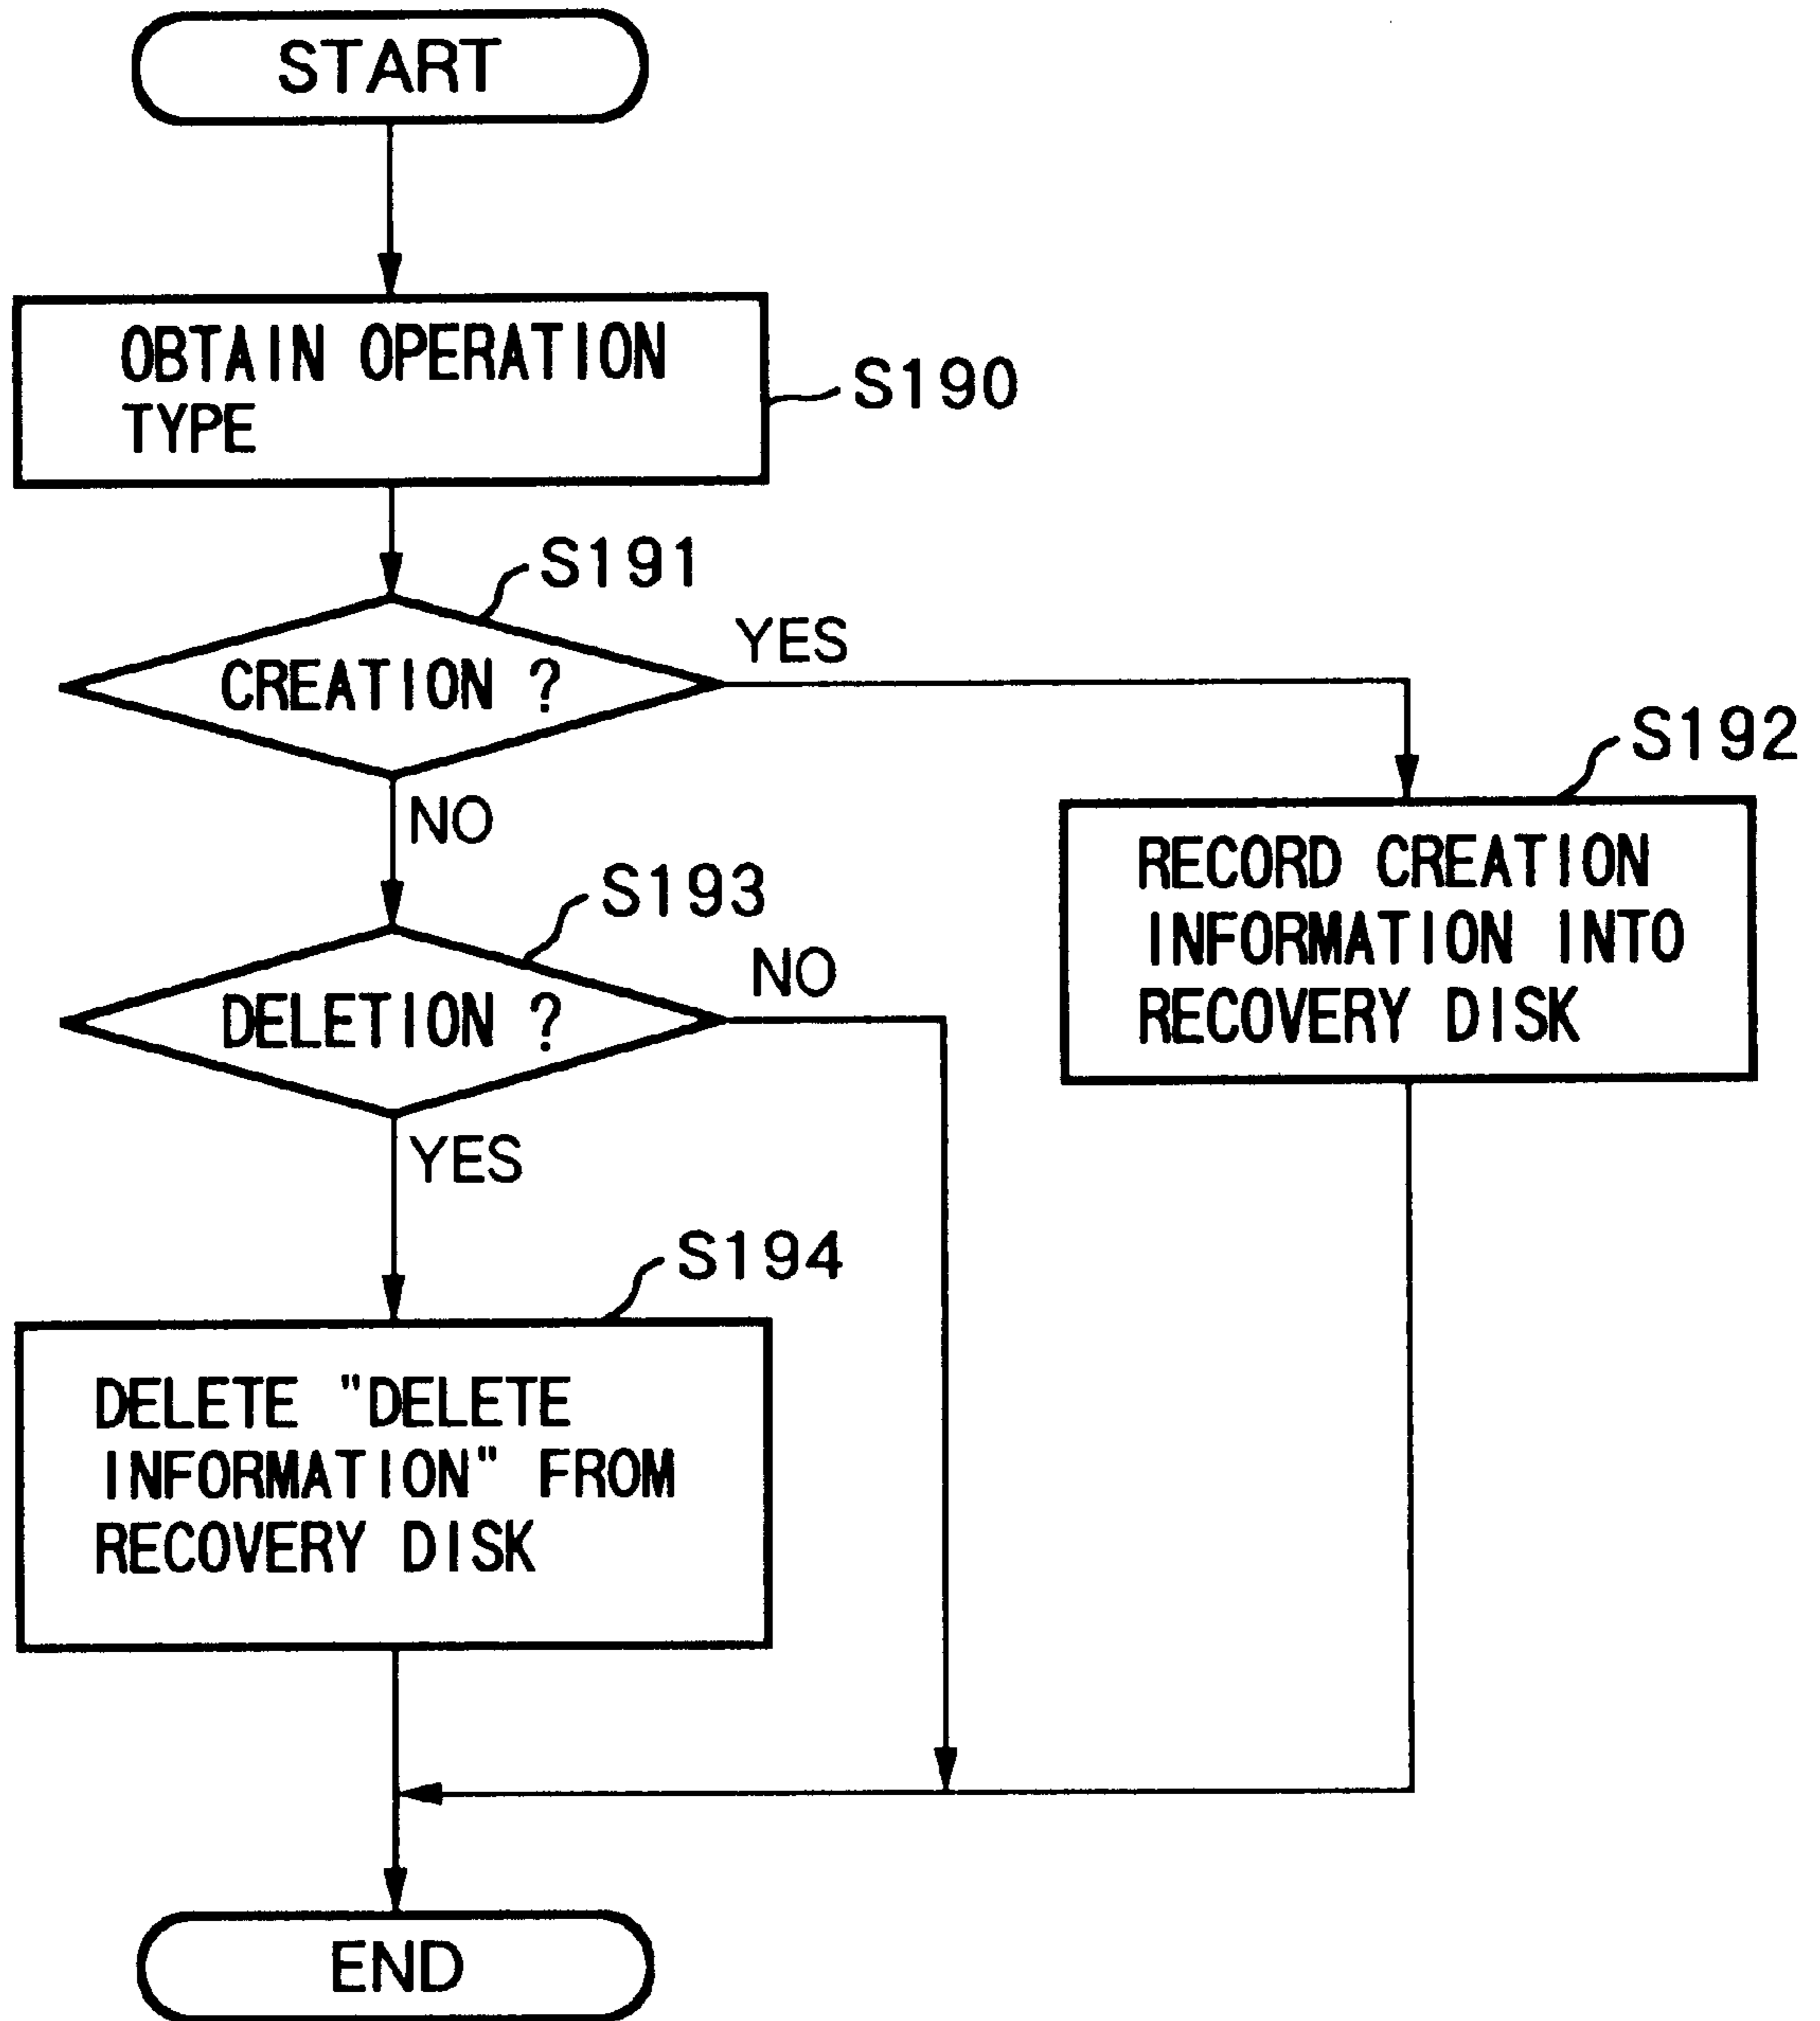 START
OBTAIN OPERATION
TYPE
S190
S191
CREATION ?
YES
NO
S192
RECORD CREATION
INFORMATION INTO
RECOVERY DISK
S193
DELETION ?
NO
YES
S194
DELETE "DELETE
INFORMATION" FROM
RECOVERY DISK
END